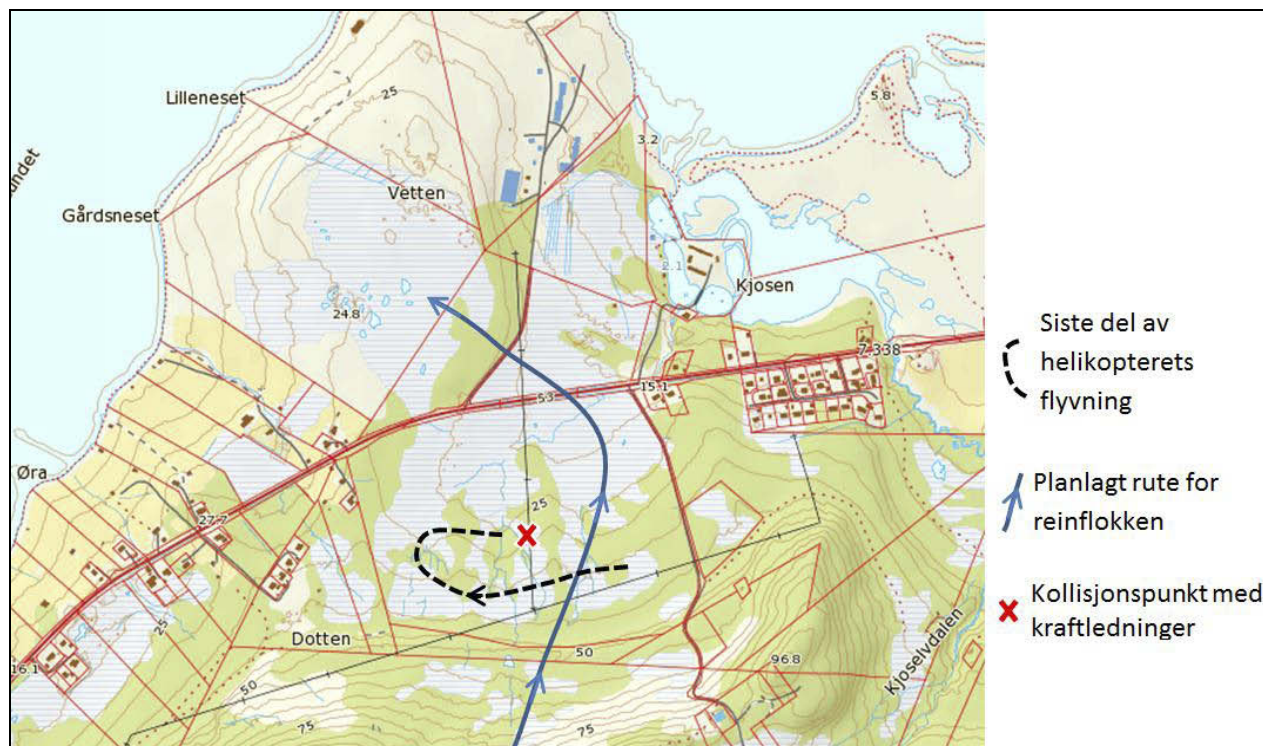 Lilleneset
25
5.8
3.2
Vetten
undet
Gårdsneset
2.1
Kjosen
24.8
7 338
15.1
53
Øra
25
27.7
25
Dotten
50
16.1
50
96.8
Kjoselvdalen
75
75
Siste del av
helikopterets
flyvning
Planlagt rute for
reinflokken
Kollisjonspunkt med
kraftledninger